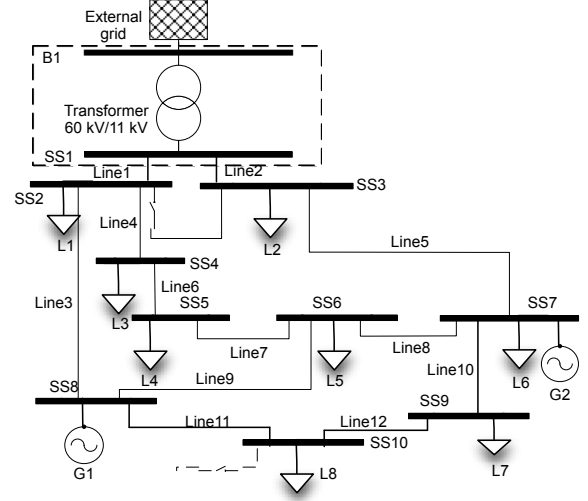 External
grid
B1
Transformer
60 kV/11 kV
SS1
Line1
Line2
SS2
SS3
Line4
L1
L2
Line5
SS4
Line6
Line3
L3
SS5
SS6
SS7
L4
Line7
L5
Line8
L6
G2
Line10
SS8
Line9
SS9
Line11
Line12
G1
SS10
L7
L8